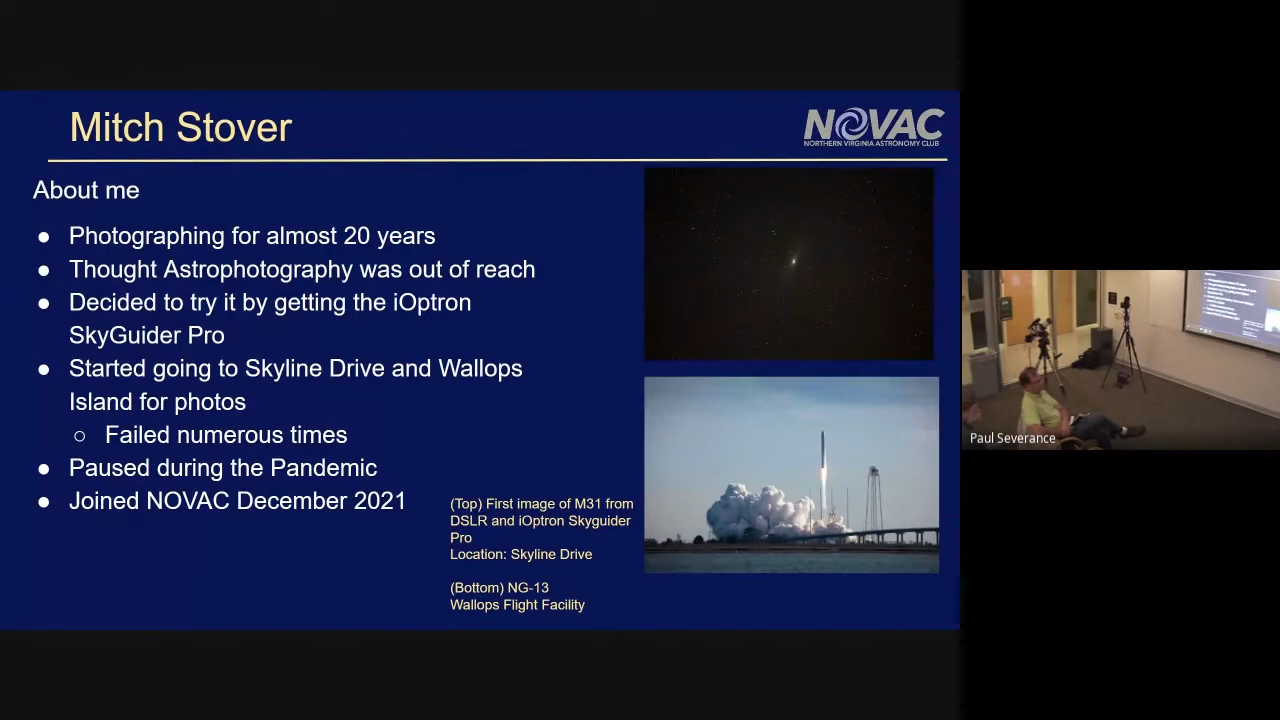 Mitch Stover
NOVAC
NORTHERN VIRGINIA ASTRONOMY CLUB
About me
● Photographing for almost 20 years
● Thought Astrophotography was out of reach
● Decided to try it by getting the iOptron
SkyGuider Pro
● Started going to Skyline Drive and Wallops
Island for photos
○ Failed numerous times
● Paused during the Pandemic
● Joined NOVAC December 2021
(Top) First image of M31 from
DSLR and iOptron Skyguider
Pro
Location: Skyline Drive
(Bottom) NG-13
Wallops Flight Facility
Paul Severance